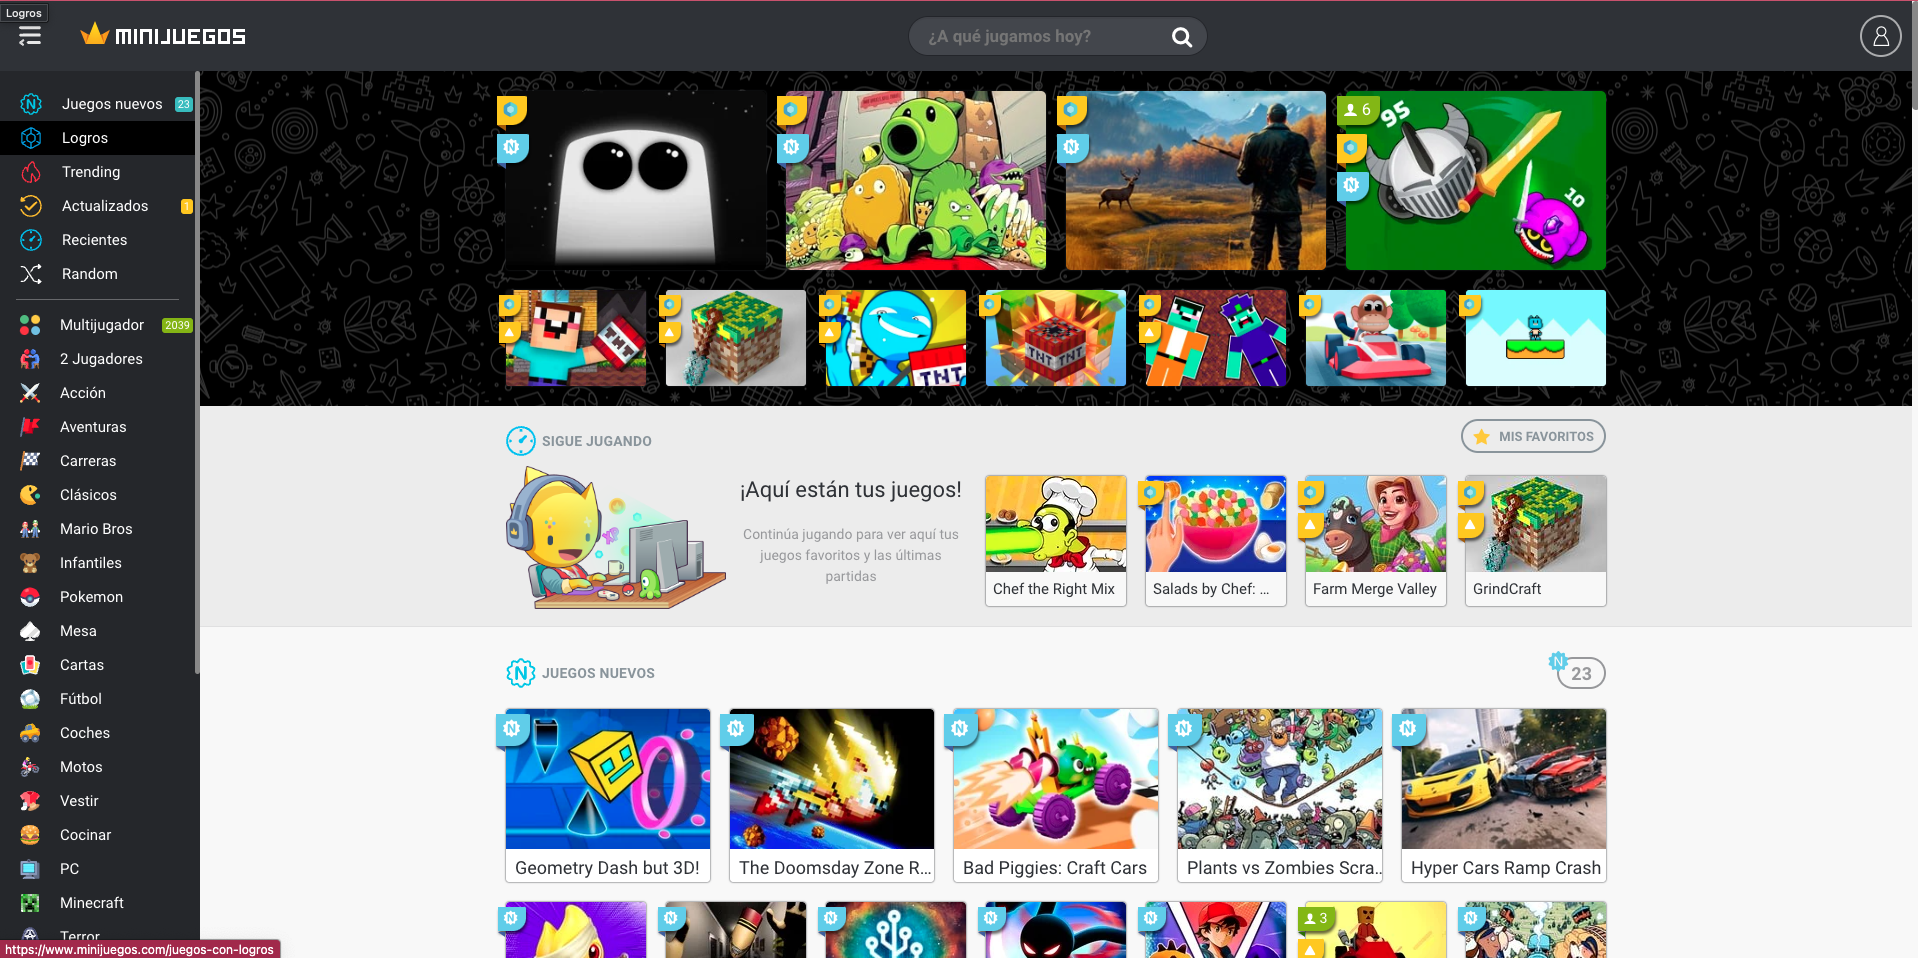 Logros
MINIJUEGOS
¿A qué jugamos hoy?
Juegos nuevos 23
Logros
Trending
Actualizados 1
Recientes
Random
Multijugador 2039
2 Jugadores
Acción
Aventuras
Carreras
Clásicos
Mario Bros
Infantiles
Pokemon
Mesa
Cartas
Fútbol
Coches
Motos
Vestir
Cocinar
PC
Minecraft
Terror
https://www.minijuegos.com/juegos-con-logros
6
95
10
TNT
TNT
TNT TNT
SIGUE JUGANDO
MIS FAVORITOS
¡Aquí están tus juegos!
Continúa jugando para ver aquí tus
juegos favoritos y las últimas
partidas
Chef the Right Mix
Salads by Chef: ...
Farm Merge Valley
GrindCraft
N JUEGOS NUEVOS
N 23
Geometry Dash but 3D!
The Doomsday Zone R...
Bad Piggies: Craft Cars
Plants vs Zombies Scra..
Hyper Cars Ramp Crash
3